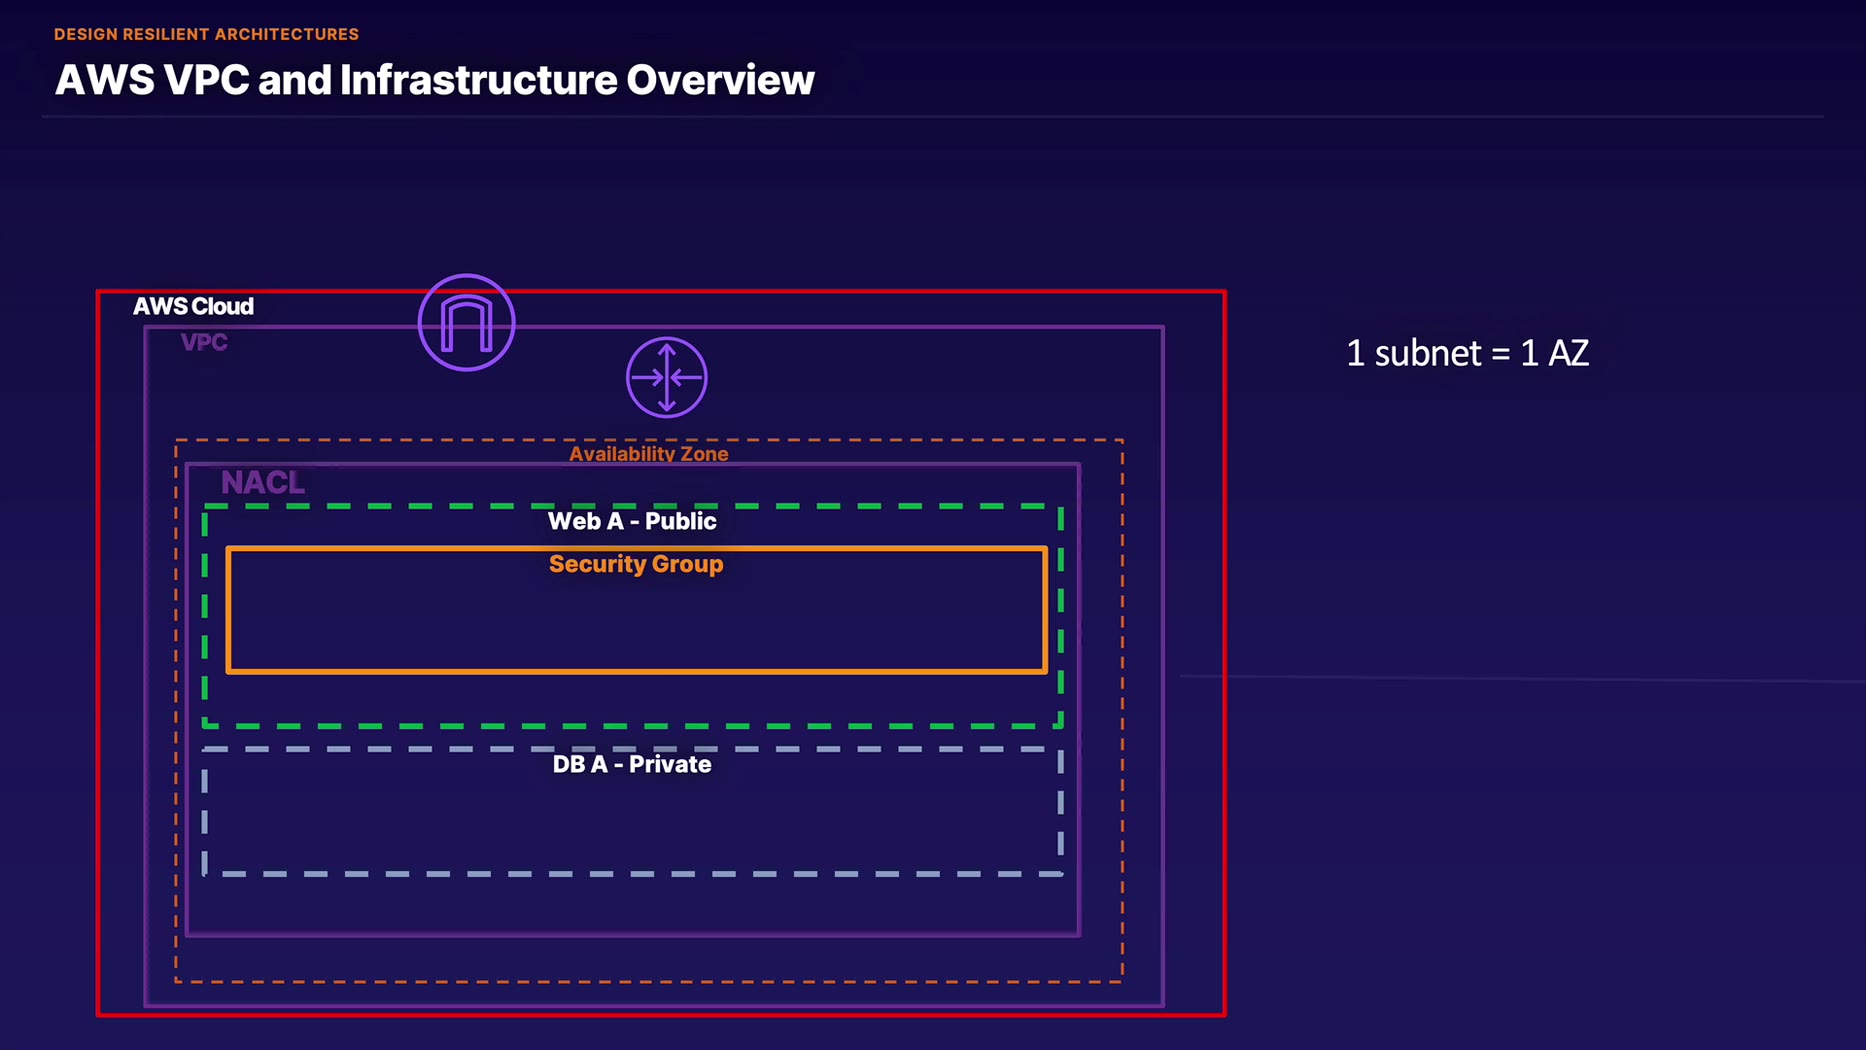 DESIGN RESILIENT ARCHITECTURES
AWS VPC and Infrastructure Overview
AWS Cloud
VPC
1 subnet = 1 AZ
Availability Zone
NACL
Web A - Public
Security Group
DB A - Private